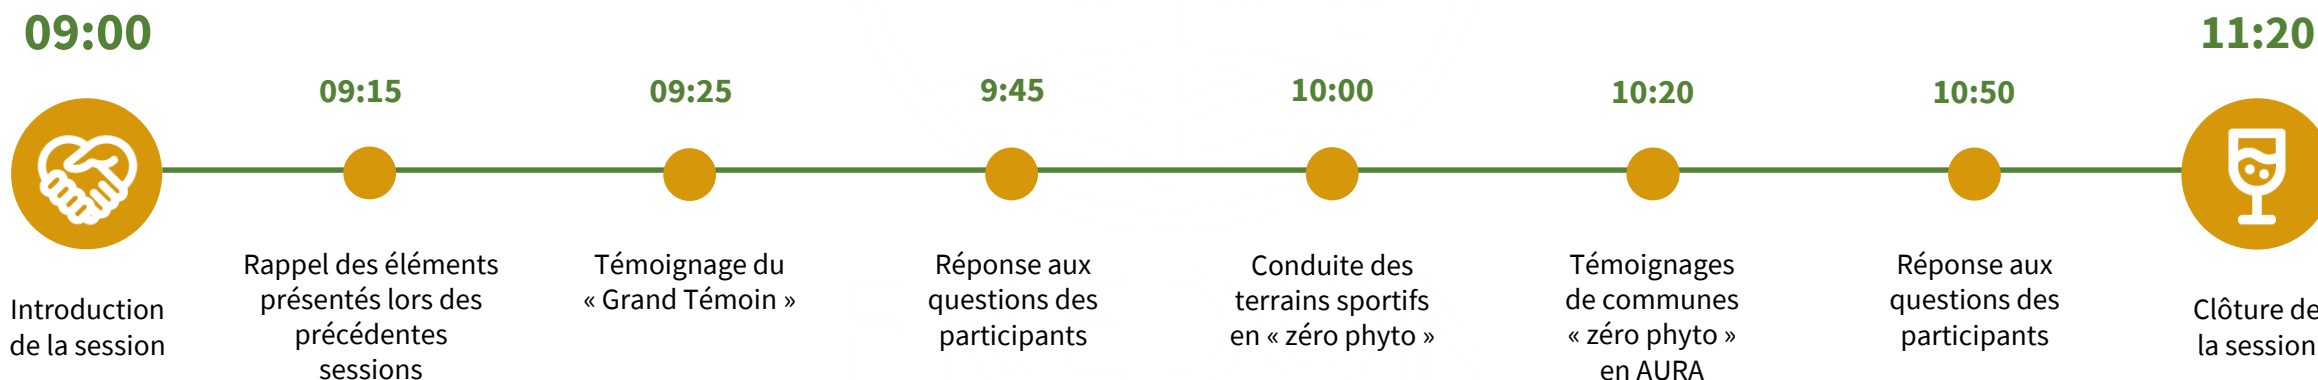 09:00
Introduction
de la session
09:15
Rappel des éléments
présentés lors des
précédentes
sessions
09:25
Témoignage du
« Grand Témoin »
9:45
Réponse aux
questions des
participants
10:00
Conduite des
terrains sportifs
en « zéro phyto »
10:20
Témoignages
de communes
« zéro phyto »
en AURA
10:50
Réponse aux
questions des
participants
11:20
Clôture de
la session